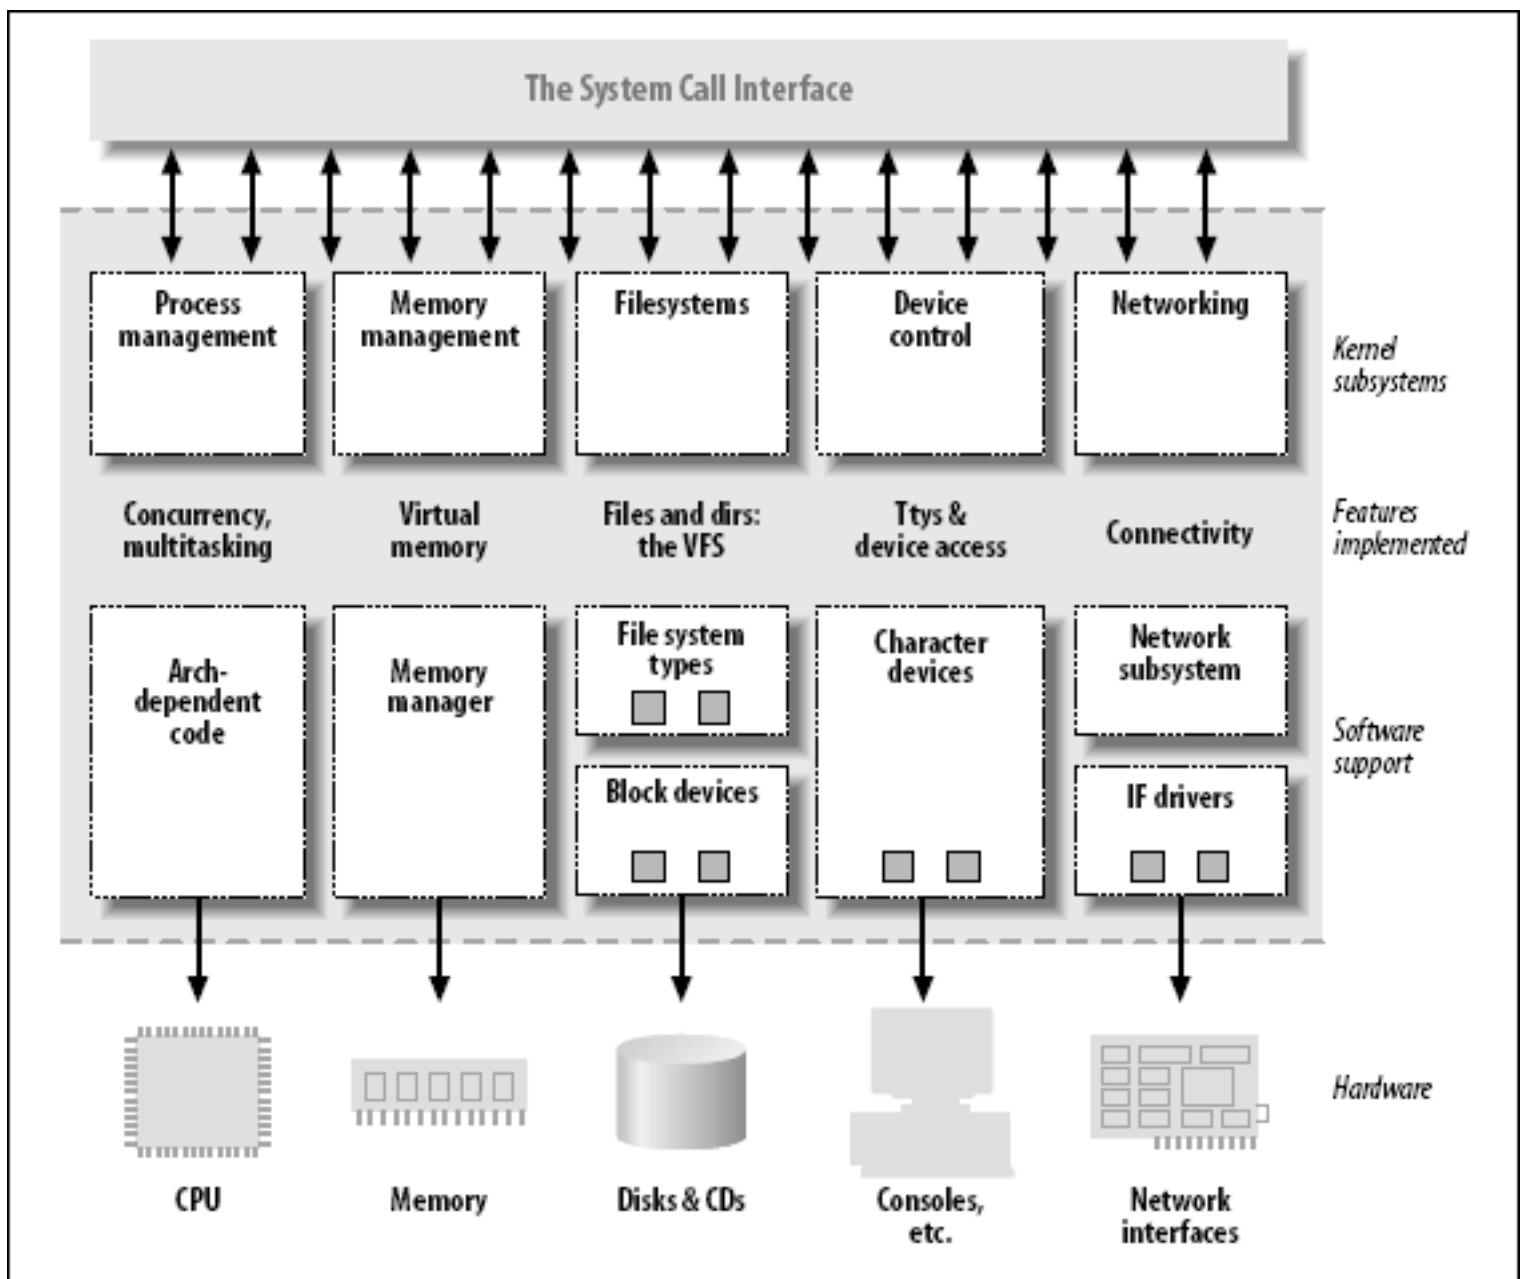 The System Call Interface
Process
management
Memory
management
Filesystems
Device
control
Networking
Kernel
subsystems
Concurrency,
multitasking
Virtual
memory
Files and dirs:
the VFS
Ttys &
device access
Connectivity
Features
implemented
Arch-
dependent
code
Memory
manager
File system
types
Block devices
Character
devices
Network
subsystem
IF drivers
Software
support
Hardware
CPU
Memory
Disks & CDs
Consoles,
etc.
Network
interfaces